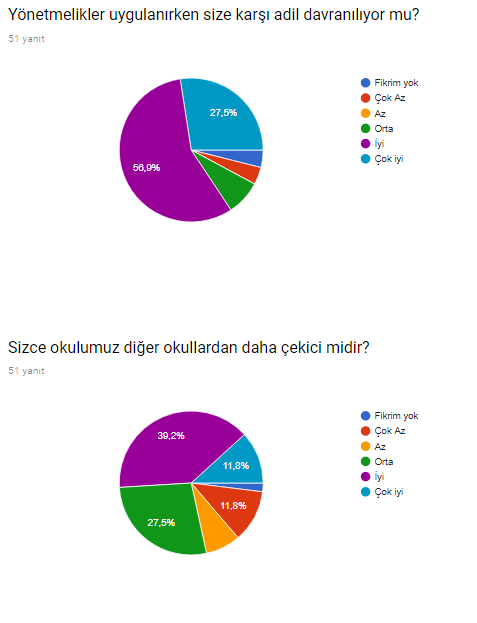 Yönetmelikler uygulanırken size karşı adil davranılıyor mu?
51 yanıt
Fikrim yok
Çok Az
Az
Orta
İyi
Çok iyi
27,5%
56,9%
Sizce okulumuz diğer okullardan daha çekici midir?
51 yanıt
Fikrim yok
Çok Az
Az
Orta
İyi
Çok iyi
39,2%
11,8%
11,8%
27,5%